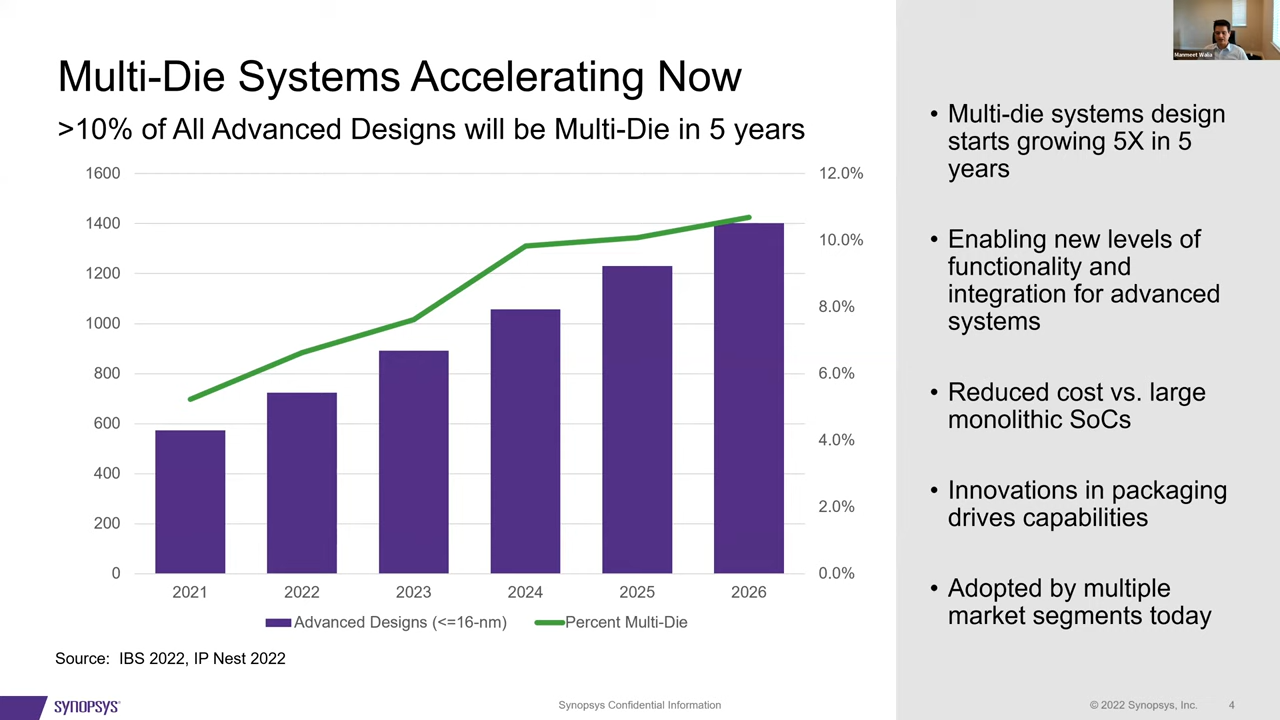 Manmeet Walia
Multi-Die Systems Accelerating Now
>10% of All Advanced Designs will be Multi-Die in 5 years
1600
1400
1200
1000
800
600
400
200
0
12.0%
10.0%
8.0%
6.0%
4.0%
2.0%
0.0%
2021
2022
2023
2024
2025
2026
Advanced Designs (<=16-nm)
Percent Multi-Die
Source: IBS 2022, IP Nest 2022
• Multi-die systems design
starts growing 5X in 5
years
• Enabling new levels of
functionality and
integration for advanced
systems
• Reduced cost vs. large
monolithic SoCs
• Innovations in packaging
drives capabilities
• Adopted by multiple
market segments today
SYNOPSYS®
Synopsys Confidential Information
© 2022 Synopsys, Inc.
4